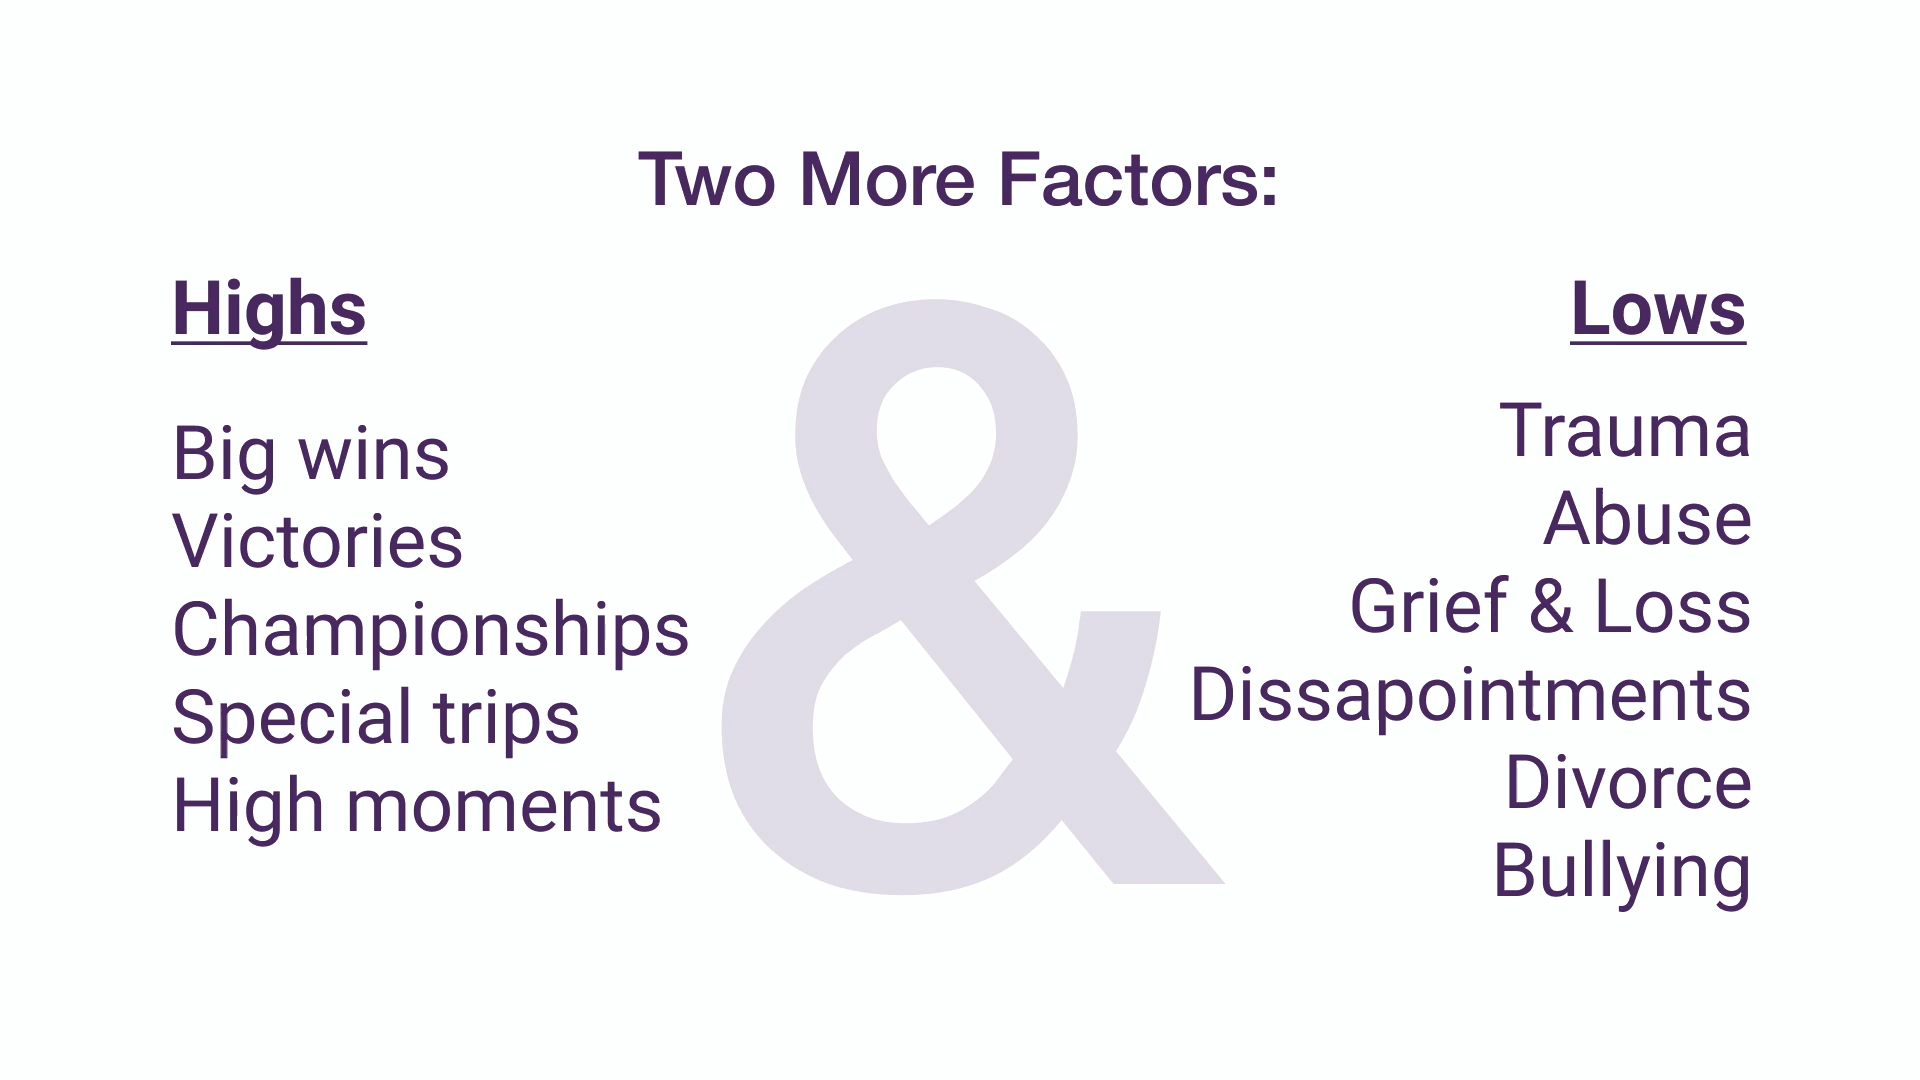 Two More Factors:
Highs
Big wins
Victories
Championships
Special trips
High moments
&
Lows
Trauma
Abuse
Grief & Loss
Dissapointments
Divorce
Bullying